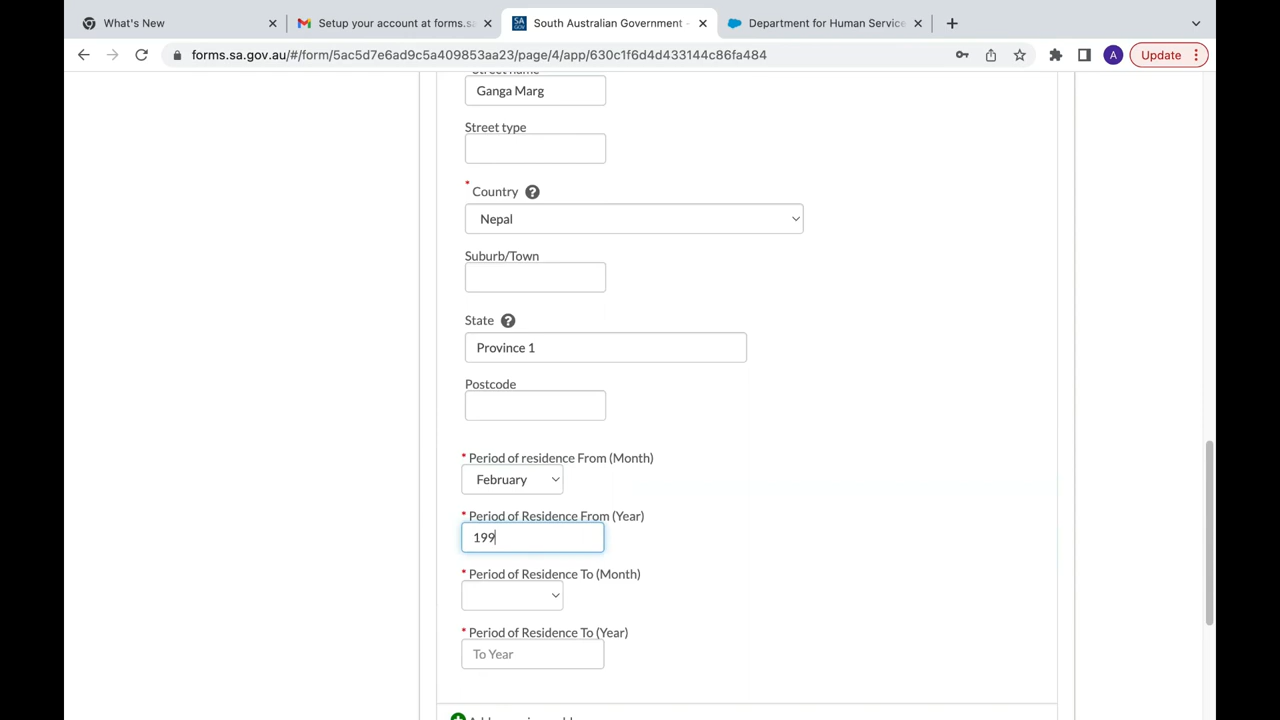 What's New
Setup your account at forms.sa
South Australian Government -
Department for Human Service
forms.sa.gov.au/#/form/5ac5d7e6ad9c5a409853aa23/page/4/app/630c1f6d4d433144c86fa484
A
Update
Street name
Ganga Marg
Street type
* Country ?
Nepal
Suburb/Town
State ?
Province 1
Postcode
* Period of residence From (Month)
February
* Period of Residence From (Year)
199
* Period of Residence To (Month)
* Period of Residence To (Year)
To Year